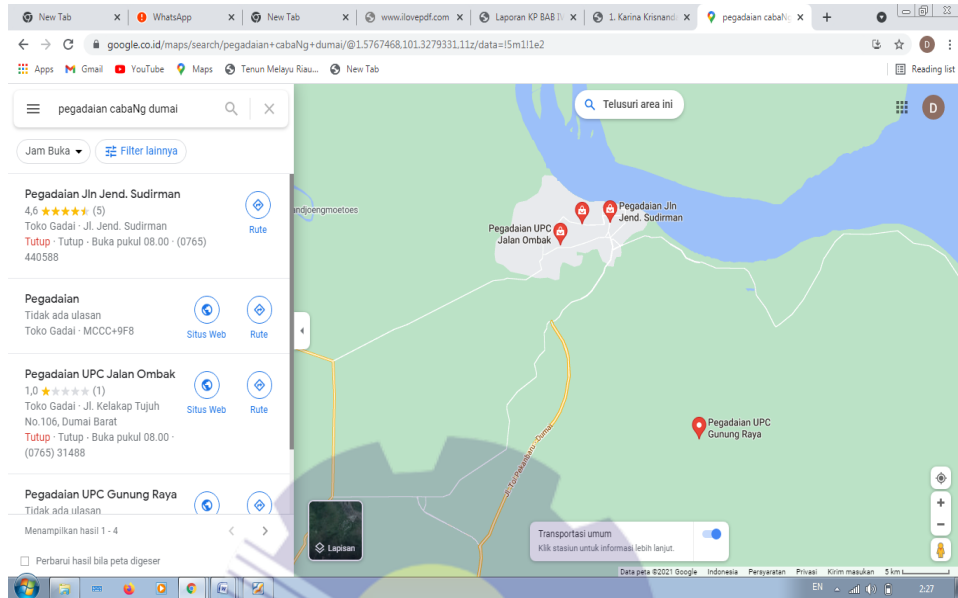 New Tab
WhatsApp
New Tab
www.ilovepdf.com
Laporan KP BAB IV
1. Karina Krisnand
pegadaian cabaNg
google.co.id/maps/search/pegadaian+cabaNg+dumai/@1.5767468,101.3279331,11z/data=!5m1!1e2
D
Apps
Gmail
YouTube
Maps
Tenun Melayu Riau...
New Tab
Reading list
pegadaian cabaNg dumai
Jam Buka
Filter lainnya
Pegadaian Jln Jend. Sudirman
4,6 (5)
Toko Gadai · Jl. Jend. Sudirman
Tutup · Tutup · Buka pukul 08.00 · (0765)
440588
Rute
Pegadaian
Tidak ada ulasan
Toko Gadai · MCCC+9F8
Situs Web
Rute
Pegadaian UPC Jalan Ombak
1,0 (1)
Toko Gadai · Jl. Kelakap Tujuh
No.106, Dumai Barat
Tutup · Tutup · Buka pukul 08.00 ·
(0765) 31488
Situs Web
Rute
Pegadaian UPC Gunung Raya
Tidak ada ulasan
Menampilkan hasil 1 - 4
Perbarui hasil bila peta digeser
Telusuri area ini
D
andjoengmoetoes
Pegadaian UPC
Jalan Ombak
Pegadaian Jln
Jend. Sudirman
Pegadaian UPC
Gunung Raya
Jl. Tol Pekanbaru - Dumai
Lapisan
Transportasi umum
Klik stasiun untuk informasi lebih lanjut.
Data peta ©2021 Google
Indonesia
Persyaratan
Privasi
Kirim masukan
5 km
EN
2:27